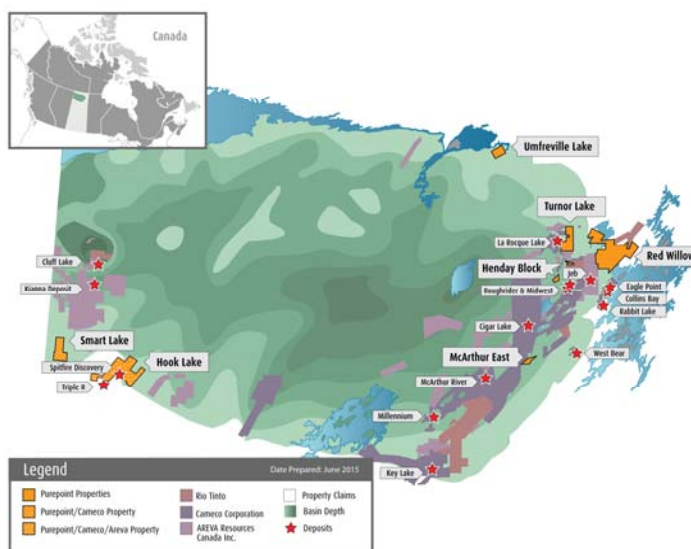 Canada
Umfreville Lake
Turnor Lake
La Rocque Lake
Red Willow
Henday Block
Jeb
Roughrider & Midwest
Eagle Point
Collins Bay
Rabbit Lake
Cluff Lake
Kianna Deposit
Cigar Lake
Smart Lake
Hook Lake
McArthur East
West Bear
Spitfire Discovery
Triple R
McArthur River
Millennium
Key Lake
Legend
Date Prepared: June 2015
Purepoint Properties
Purepoint/Cameco Property
Purepoint/Cameco/Areva Property
Rio Tinto
Cameco Corporation
AREVA Resources
Canada Inc.
Property Claims
Basin Depth
Deposits